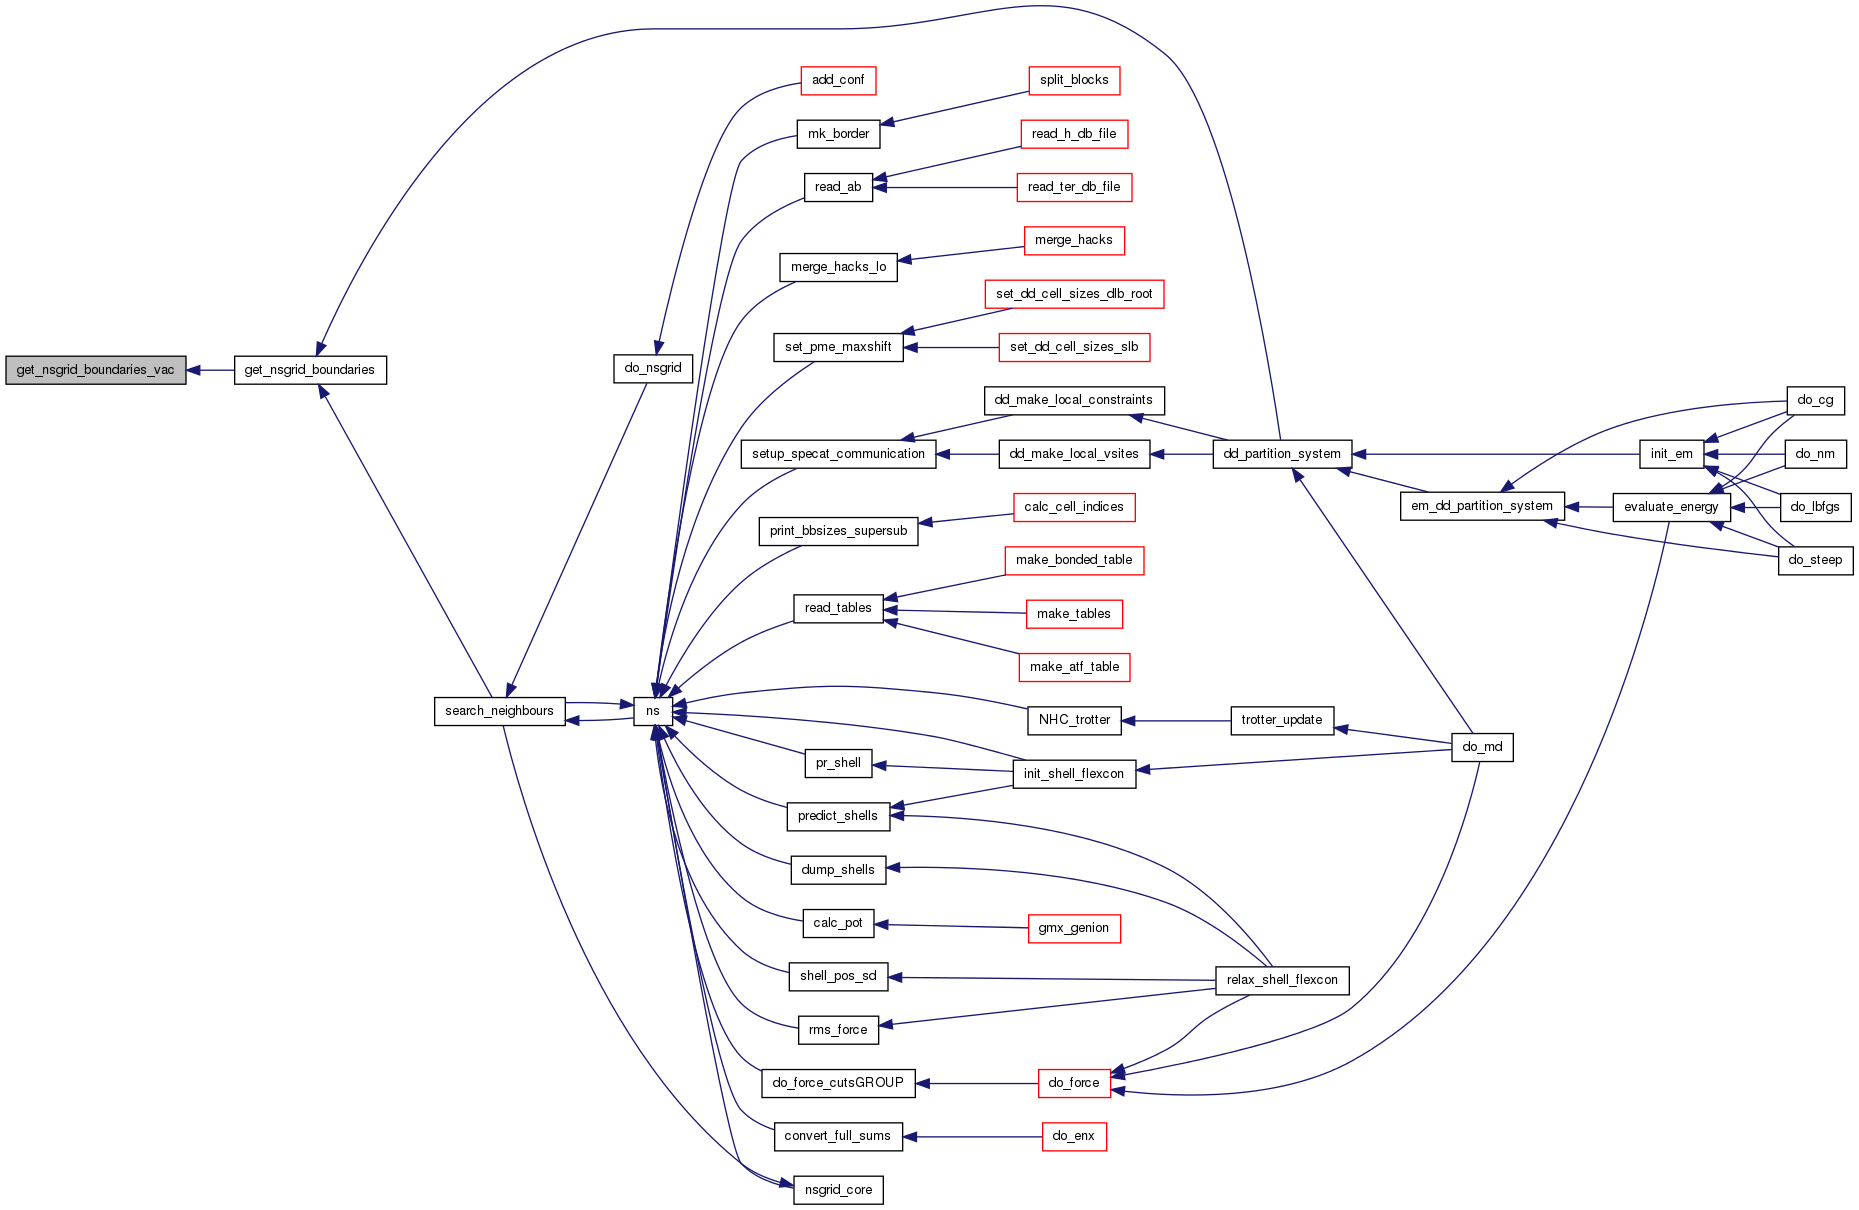 get_nsgrid_boundaries_vac
get_nsgrid_boundaries
search_neighbours
do_nsgrid
ns
add_conf
mk_border
read_ab
merge_hacks_lo
set_pme_maxshift
setup_specat_communication
print_bbsizes_supersub
read_tables
pr_shell
predict_shells
dump_shells
calc_pot
shell_pos_sd
rms_force
do_force_cutsGROUP
convert_full_sums
nsgrid_core
split_blocks
read_h_db_file
read_ter_db_file
merge_hacks
set_dd_cell_sizes_dlb_root
set_dd_cell_sizes_slb
dd_make_local_constraints
dd_make_local_vsites
calc_cell_indices
make_bonded_table
make_tables
make_atf_table
NHC_trotter
init_shell_flexcon
gmx_genion
do_force
do_enx
dd_partition_system
trotter_update
relax_shell_flexcon
em_dd_partition_system
do_md
init_em
evaluate_energy
do_cg
do_nm
do_lbfgs
do_steep